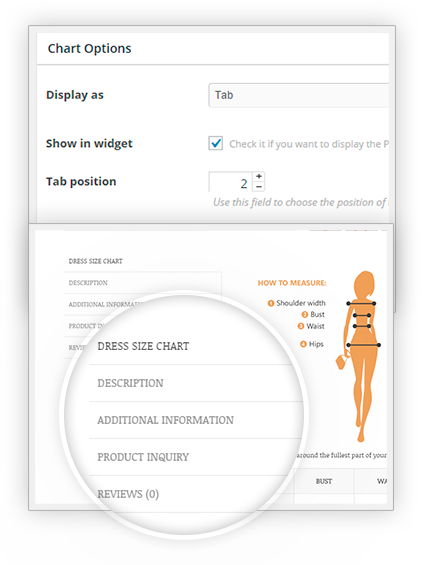 Chart Options
Display as
Tab
Show in widget
Check it if you want to display the P
Tab position
2
+
−
Use this field to choose the position of
DRESS SIZE CHART
DESCRIPTION
ADDITIONAL INFORMATION
PRODUCT IN
REVIE
HOW TO MEASURE:
1 Shoulder width
2 Bust
3 Waist
4 Hips
DRESS SIZE CHART
DESCRIPTION
ADDITIONAL INFORMATION
PRODUCT INQUIRY
REVIEWS (0)
around the fullest part of your
BUST
WA